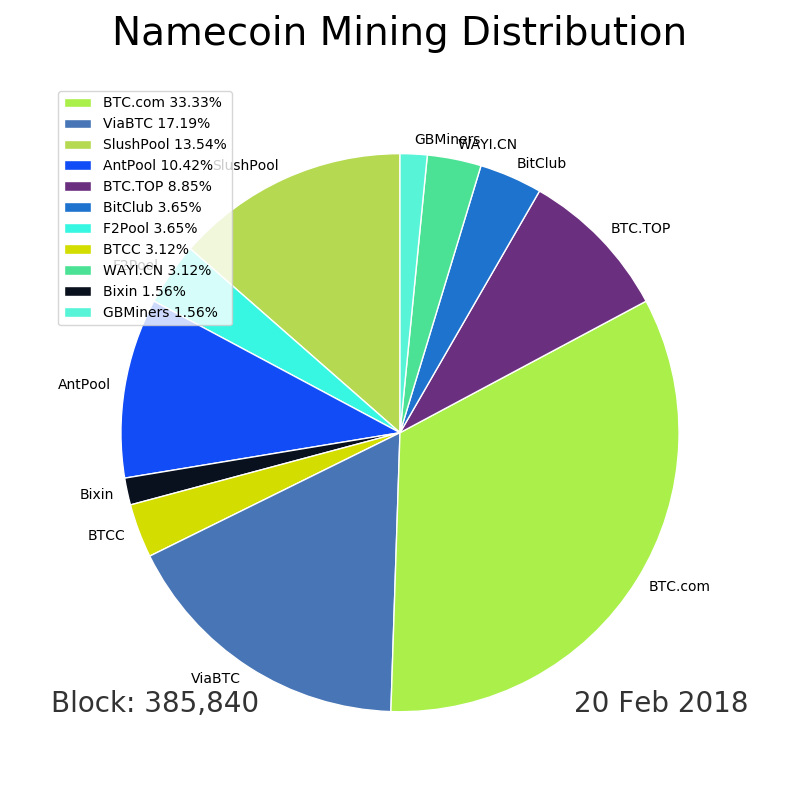 Namecoin Mining Distribution
BTC.com 33.33%
ViaBTC 17.19%
SlushPool 13.54%
AntPool 10.42%
BTC.TOP 8.85%
BitClub 3.65%
F2Pool 3.65%
BTCC 3.12%
WAYI.CN 3.12%
Bixin 1.56%
GBMiners 1.56%
GBMiners
WAYI.CN
BitClub
SlushPool
BTC.TOP
F2Pool
AntPool
Bixin
BTCC
BTC.com
ViaBTC
Block: 385,840
20 Feb 2018